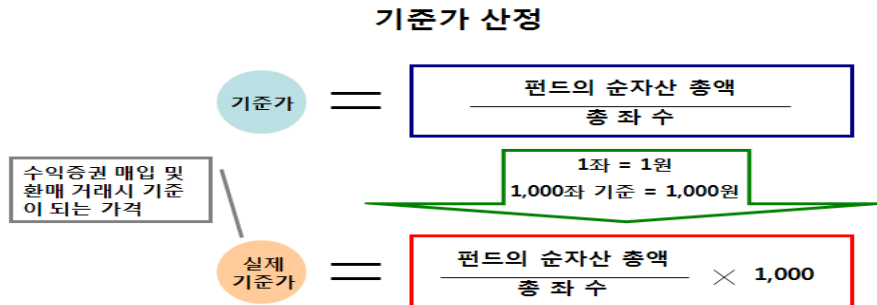 기준가 산정
기준가
펀드의 순자산 총액
총 좌 수
수익증권 매입 및
환매 거래시 기준
이 되는 가격
1좌 = 1원
1,000좌 기준 = 1,000원
실제
기준가
펀드의 순자산 총액
총 좌 수
× 1,000